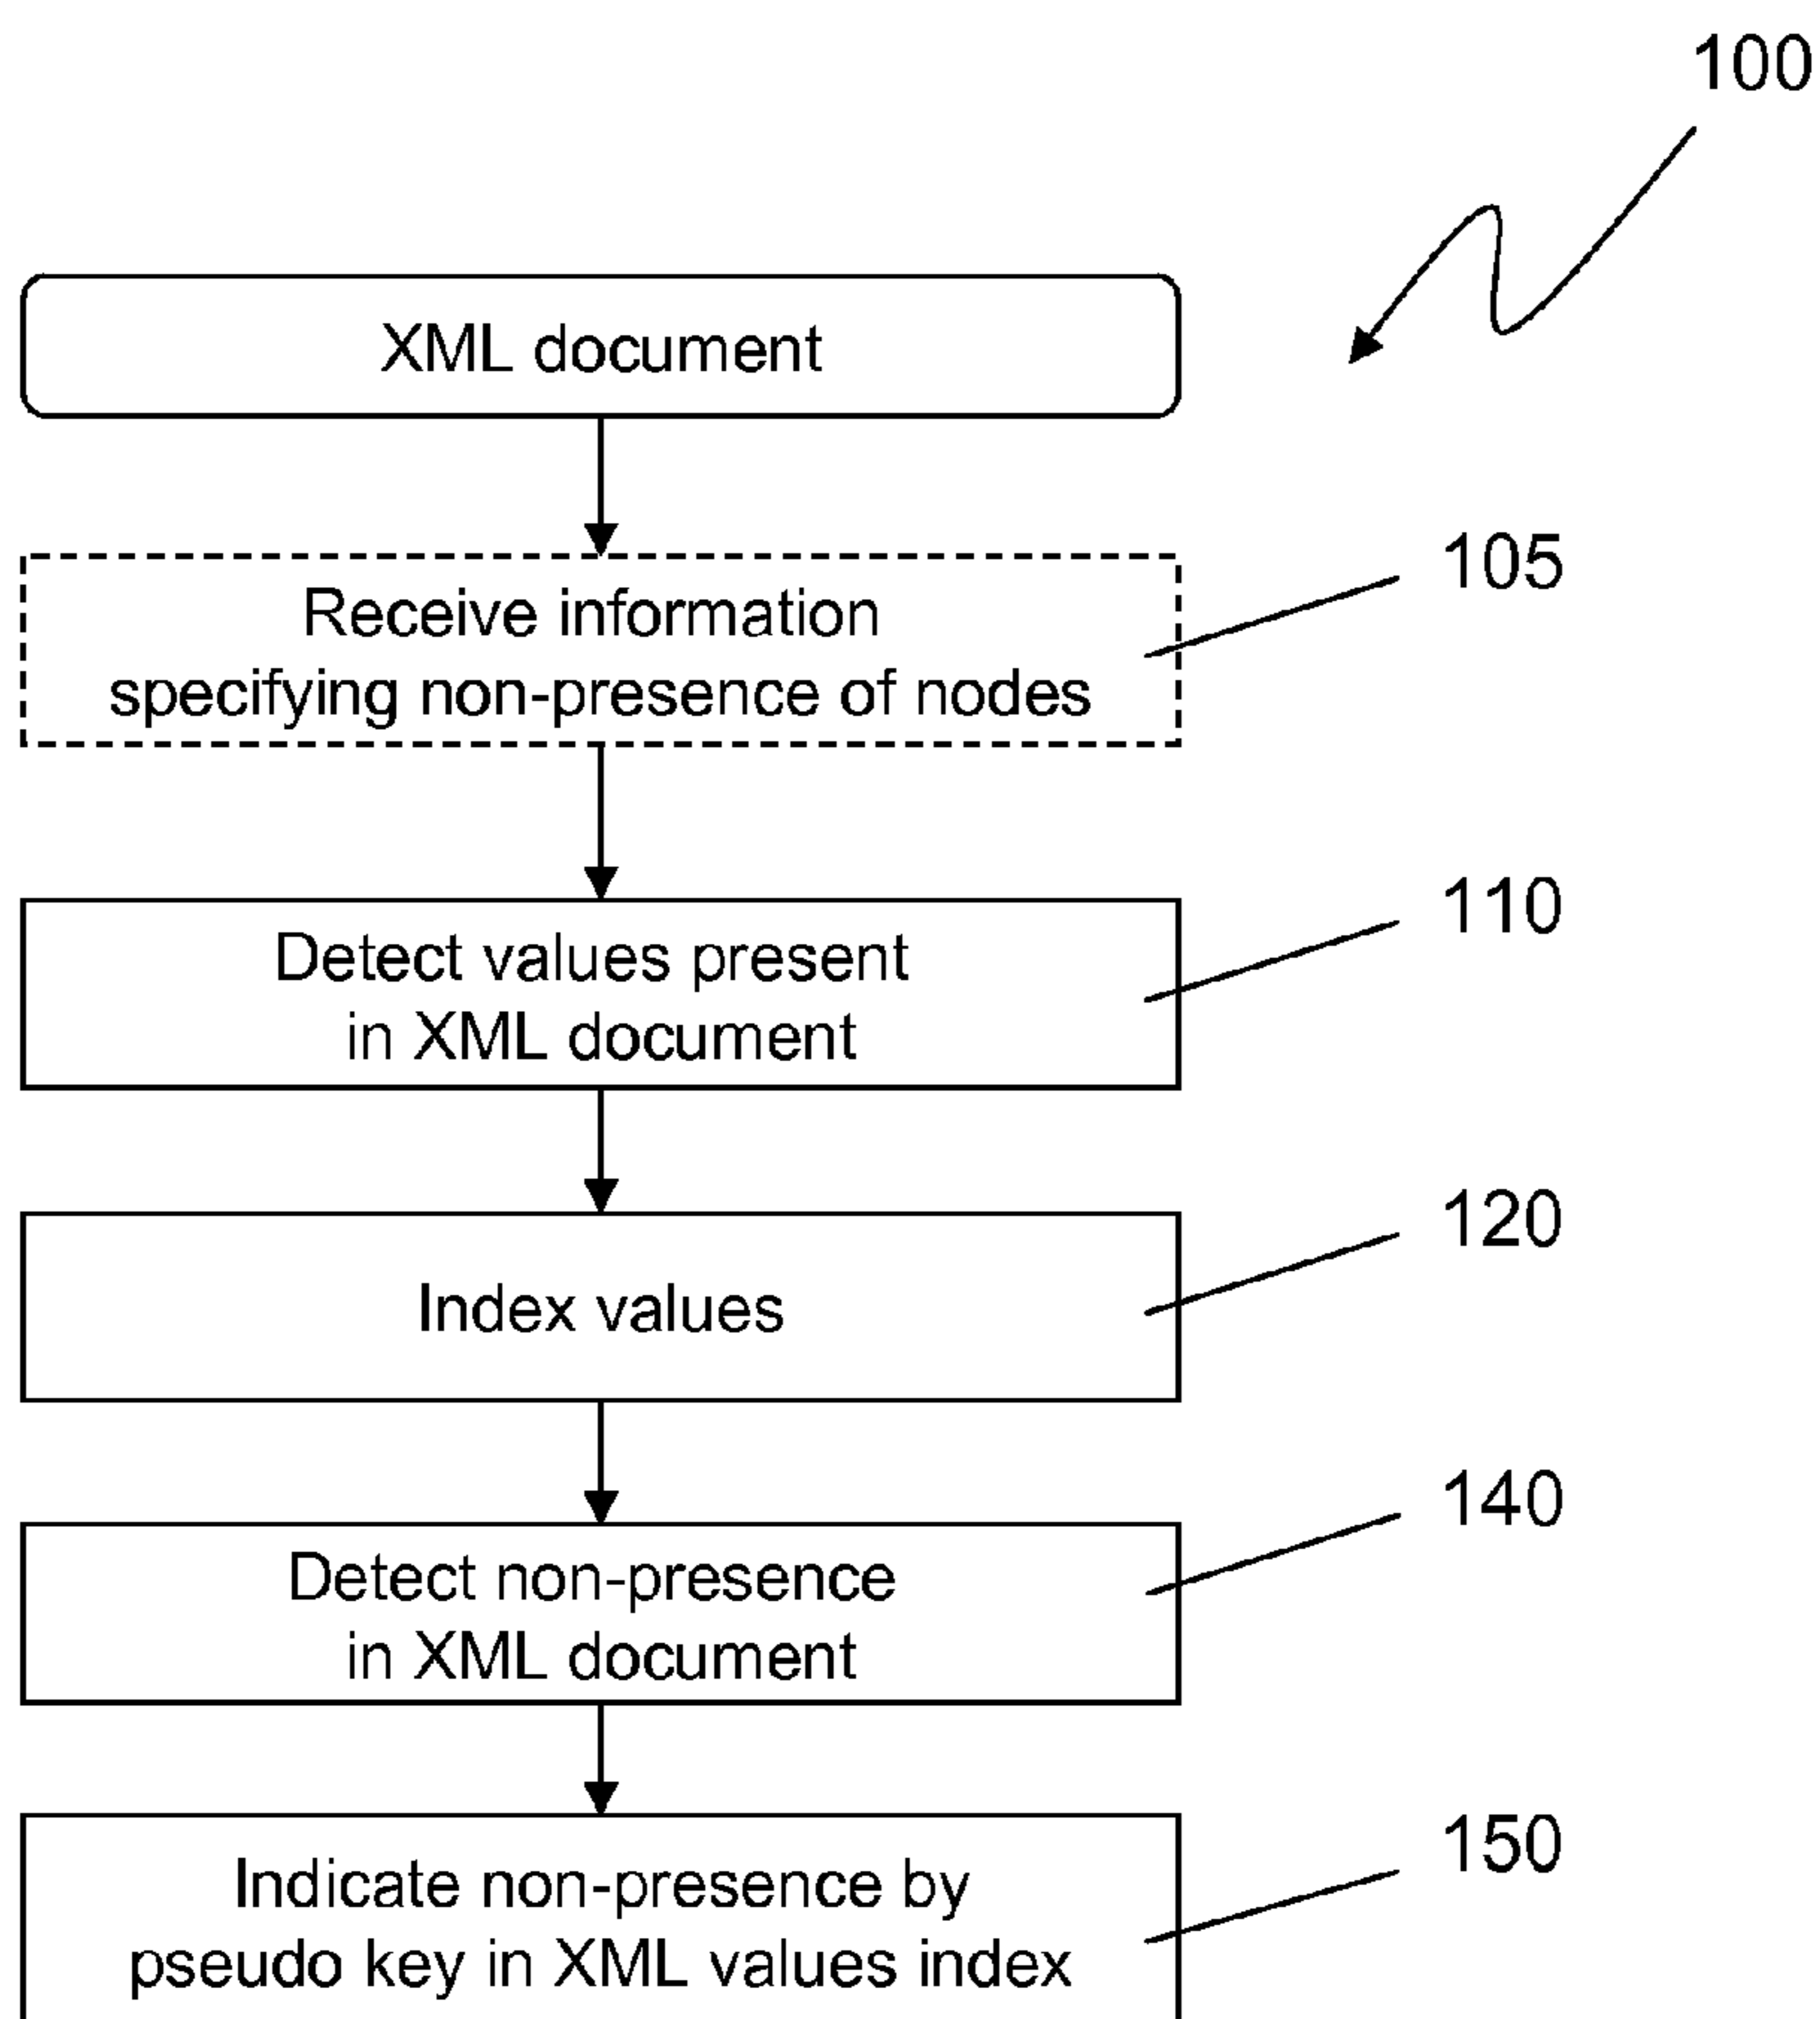 100
XML document
Receive information
specifying non-presence of nodes
105
Detect values present
in XML document
110
Index values
120
Detect non-presence
in XML document
140
Indicate non-presence by
pseudo key in XML values index
150